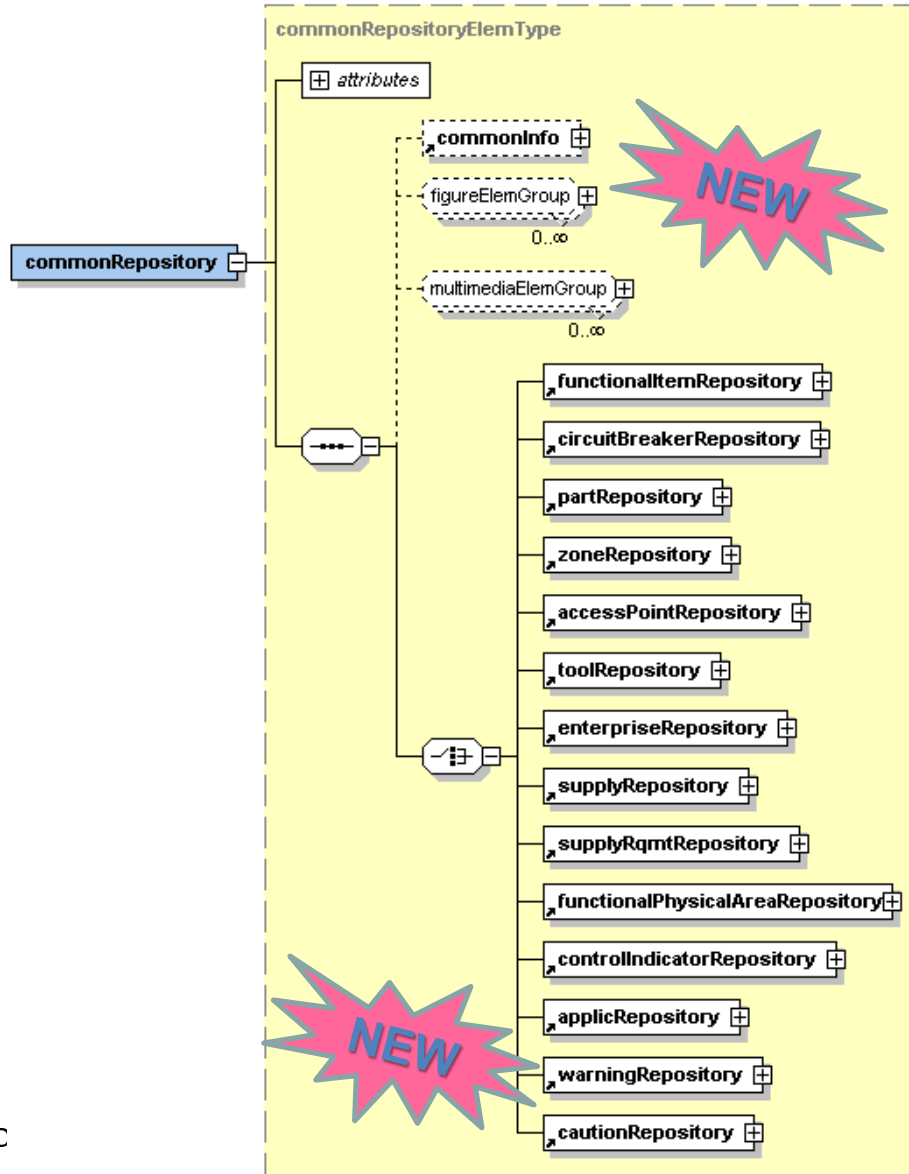 commonRepositoryElemType
attributes
commonInfo
NEW
figureElemGroup
0..∞
commonRepository
multimediaElemGroup
0..∞
functionalItemRepository
circuitBreakerRepository
partRepository
zoneRepository
accessPointRepository
toolRepository
enterpriseRepository
supplyRepository
supplyRqmtRepository
functionalPhysicalAreaRepository
controlIndicatorRepository
applicRepository
NEW
warningRepository
cautionRepository